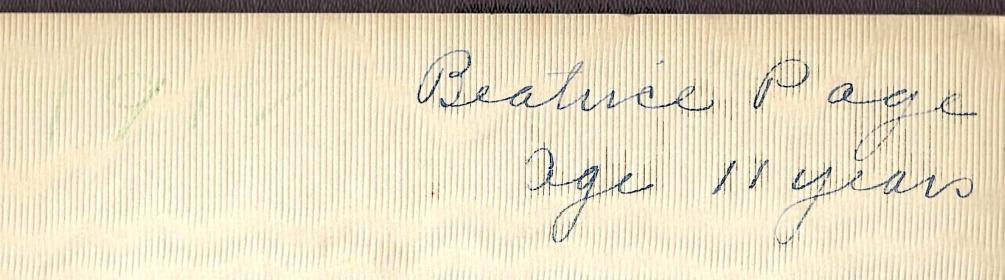 Beatrice Page
Age 11 years